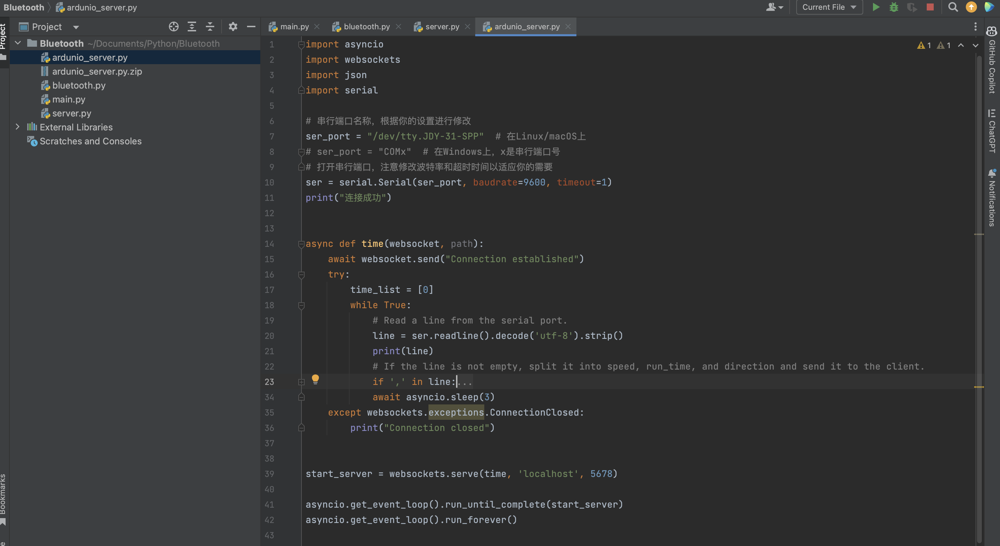 Bluetooth ardunio_server.py
Current File
Project
main.py
bluetooth.py
server.py
ardunio_server.py
Project
Bluetooth ~/Documents/Python/Bluetooth
ardunio_server.py
ardunio_server.py.zip
bluetooth.py
main.py
server.py
External Libraries
Scratches and Consoles
1 import asyncio
2 import websockets
3 import json
4 import serial
5
6 # 串行端口名称，根据你的设置进行修改
7 ser_port = "/dev/tty.JDY-31-SPP"  # 在Linux/macOS上
8 # ser_port = "COMx"  # 在Windows上，x是串行端口号
9 # 打开串行端口，注意修改波特率和超时时间以适应你的需要
10 ser = serial.Serial(ser_port, baudrate=9600, timeout=1)
11 print("连接成功")
12
13
14 async def time(websocket, path):
15     await websocket.send("Connection established")
16     try:
17         time_list = [0]
18         while True:
19             # Read a line from the serial port.
20             line = ser.readline().decode('utf-8').strip()
21             print(line)
22             # If the line is not empty, split it into speed, run_time, and direction and send it to the client.
23             if ',' in line:...
34             await asyncio.sleep(3)
35     except websockets.exceptions.ConnectionClosed:
36         print("Connection closed")
37
38
39 start_server = websockets.serve(time, 'localhost', 5678)
40
41 asyncio.get_event_loop().run_until_complete(start_server)
42 asyncio.get_event_loop().run_forever()
43
1 1
GitHub Copilot
ChatGPT
Notifications
Bookmarks